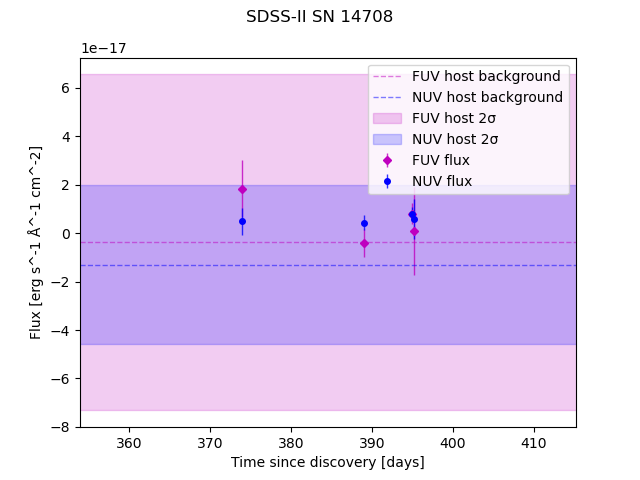 SDSS-II SN 14708
1e−17
FUV host background
NUV host background
FUV host 2σ
NUV host 2σ
FUV flux
NUV flux
6
4
2
0
−2
−4
−6
−8
Flux [erg s^-1 Å^-1 cm^-2]
360 370 380 390 400 410
Time since discovery [days]